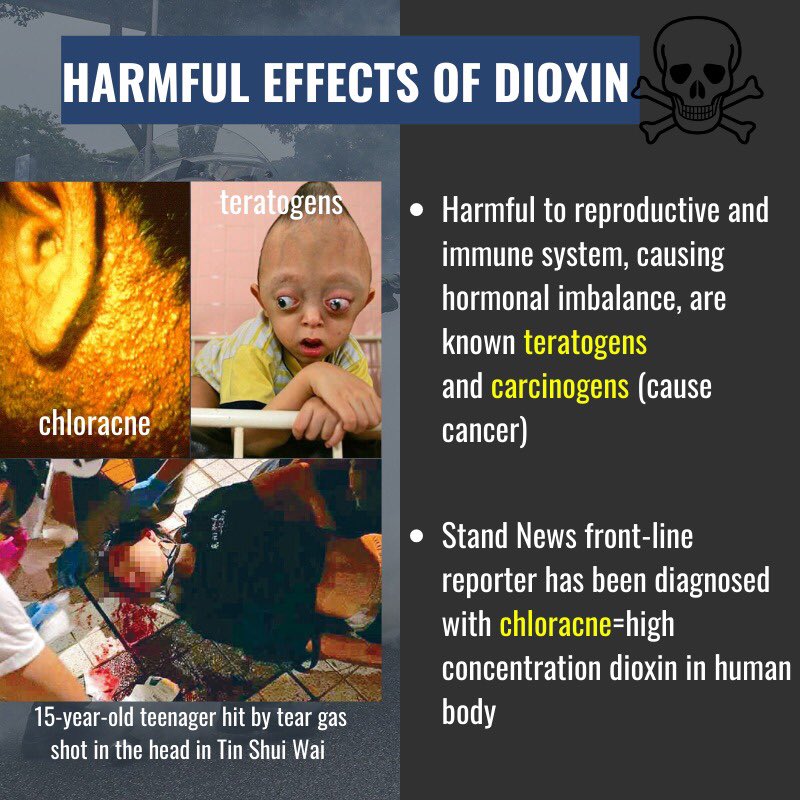 HARMFUL EFFECTS OF DIOXIN
teratogens
chloracne
15-year-old teenager hit by tear gas
shot in the head in Tin Shui Wai
• Harmful to reproductive and
immune system, causing
hormonal imbalance, are
known teratogens
and carcinogens (cause
cancer)
• Stand News front-line
reporter has been diagnosed
with chloracne=high
concentration dioxin in human
body